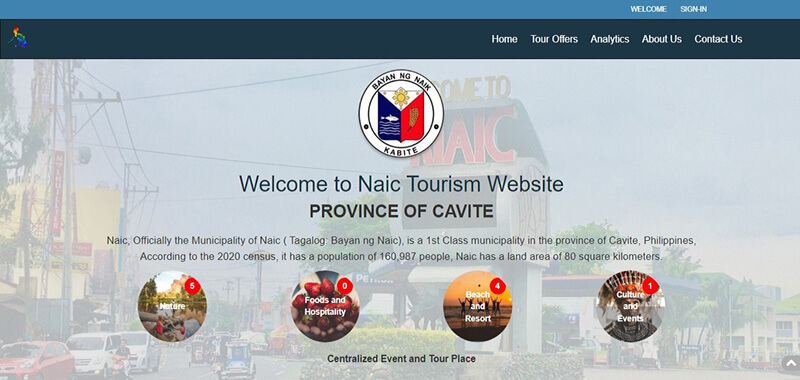 WELCOME SIGN-IN
Home Tour Offers Analytics About Us Contact Us
WELCOME TO
NAIC
BAYAN NG NAIK
KABITE
Welcome to Naic Tourism Website
PROVINCE OF CAVITE
Naic, Officially the Municipality of Naic ( Tagalog: Bayan ng Naic), is a 1st Class municipality in the province of Cavite, Philippines,
According to the 2020 census, it has a population of 160,987 people, Naic has a land area of 80 square kilometers.
5
Nature
0
Foods and
Hospitality
4
Beach
and
Resort
1
Culture
and
Events
Centralized Event and Tour Place